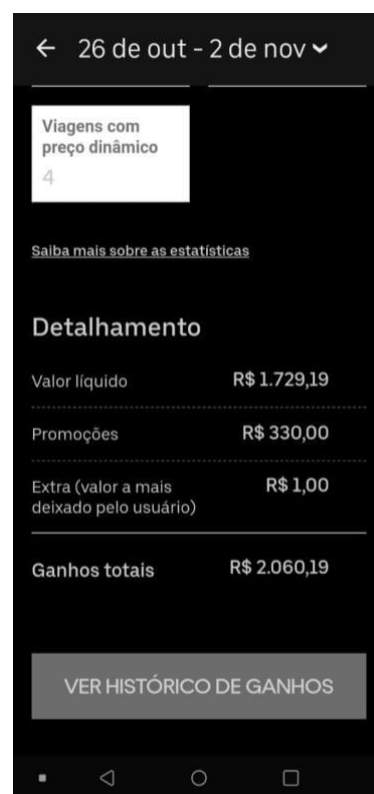 26 de out - 2 de nov
Viagens com
preço dinâmico
4
Saiba mais sobre as estatísticas
Detalhamento
Valor líquido R$ 1.729,19
Promoções R$ 330,00
Extra (valor a mais R$ 1,00
deixado pelo usuário)
Ganhos totais R$ 2.060,19
VER HISTÓRICO DE GANHOS